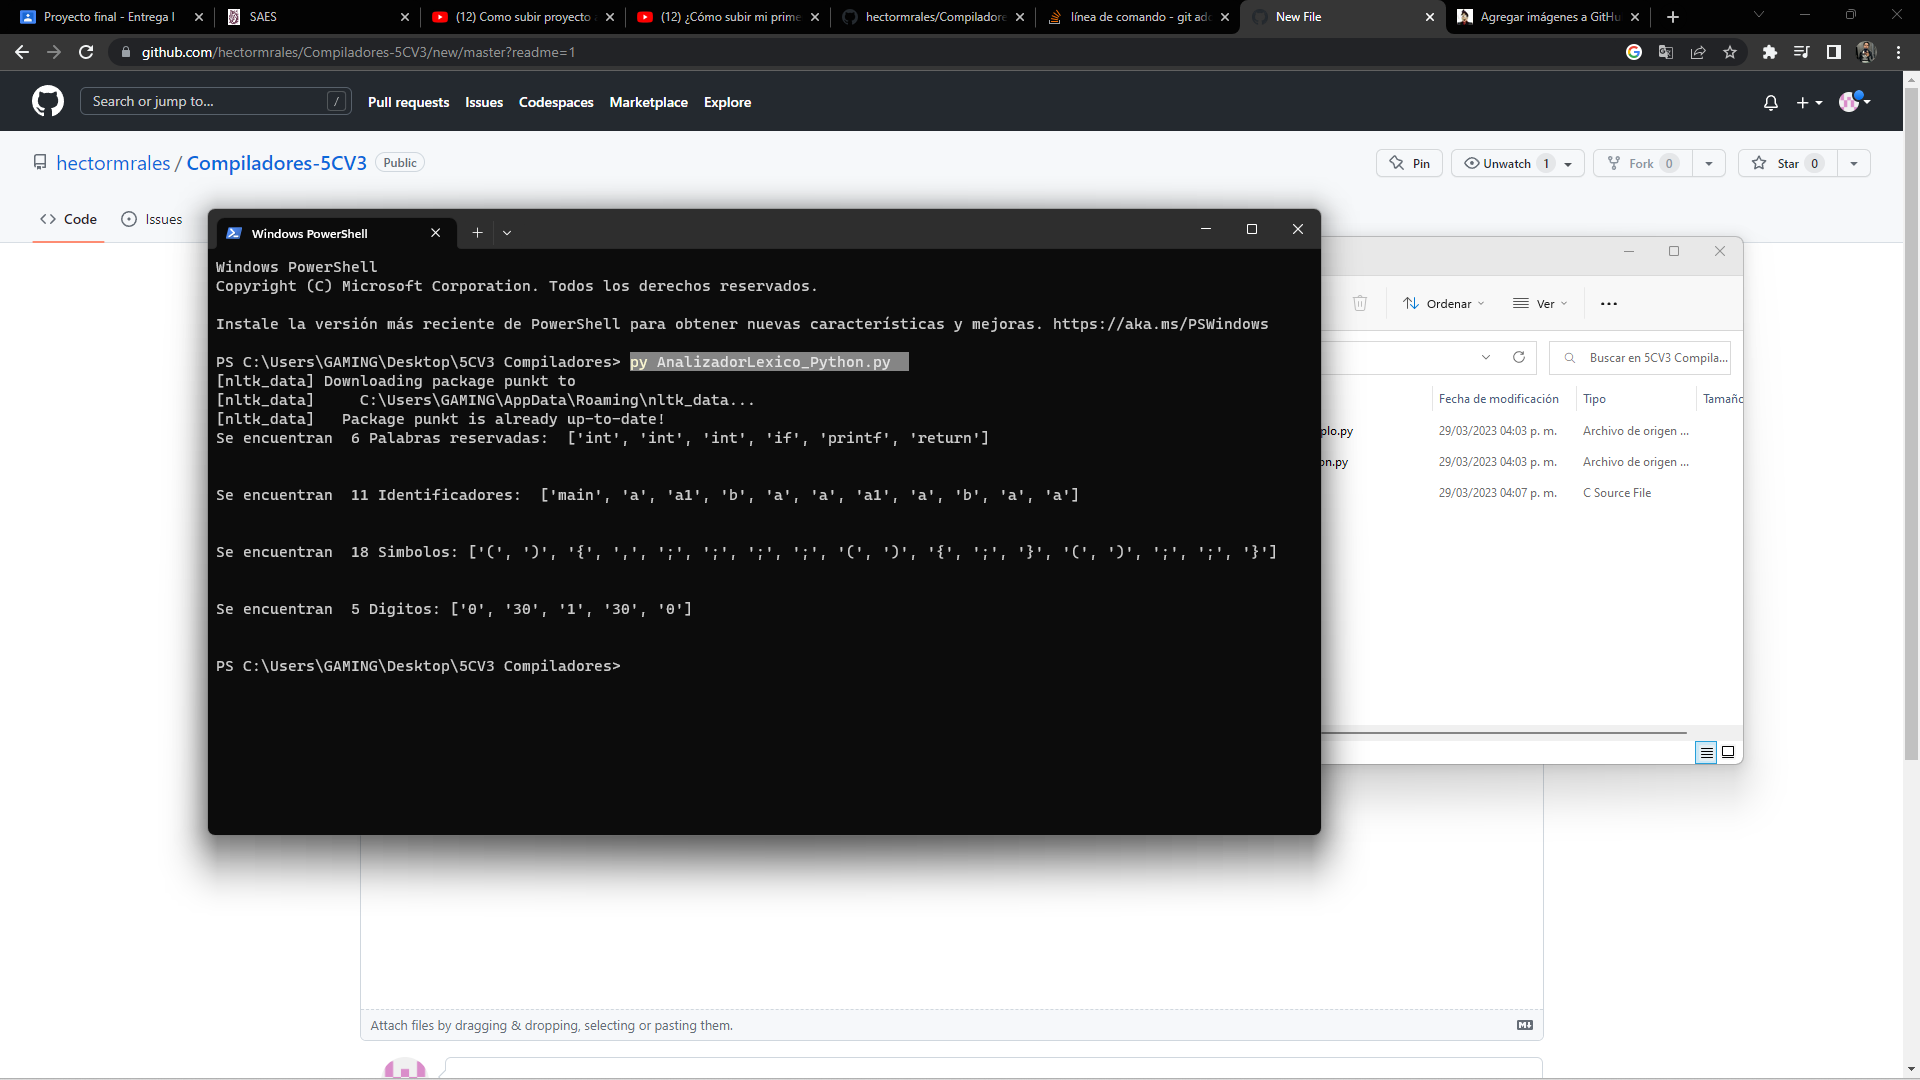 Proyecto final - Entrega I
SAES
(12) Como subir proyecto
(12) ¿Cómo subir mi prime
hectormrales/Compiladore
línea de comando - git add
New File
Agregar imágenes a GitHu
github.com/hectormrales/Compiladores-5CV3/new/master?readme=1
Search or jump to...
/
Pull requests
Issues
Codespaces
Marketplace
Explore
hectormrales / Compiladores-5CV3
Public
Pin
Unwatch 1
Fork 0
Star 0
Code
Issues
Windows PowerShell
Windows PowerShell
Copyright (C) Microsoft Corporation. Todos los derechos reservados.
Instale la versión más reciente de PowerShell para obtener nuevas características y mejoras. https://aka.ms/PSWindows
PS C:\Users\GAMING\Desktop\5CV3 Compiladores> py AnalizadorLexico_Python.py
[nltk_data] Downloading package punkt to
[nltk_data]     C:\Users\GAMING\AppData\Roaming\nltk_data...
[nltk_data]   Package punkt is already up-to-date!
Se encuentran  6 Palabras reservadas:  ['int', 'int', 'int', 'if', 'printf', 'return']
Se encuentran  11 Identificadores:  ['main', 'a', 'a1', 'b', 'a', 'a', 'a1', 'a', 'b', 'a', 'a']
Se encuentran  18 Simbolos: ['(', ')', '{', ',', ';', ';', ';', ';', '(', ')', '{', ';', '}', '(', ')', ';', ';', '}']
Se encuentran  5 Digitos: ['0', '30', '1', '30', '0']
PS C:\Users\GAMING\Desktop\5CV3 Compiladores>
Ordenar
Ver
Buscar en 5CV3 Compila...
Fecha de modificación
Tipo
Tamaño
plo.py
29/03/2023 04:03 p. m.
Archivo de origen ...
on.py
29/03/2023 04:03 p. m.
Archivo de origen ...
29/03/2023 04:07 p. m.
C Source File
Attach files by dragging & dropping, selecting or pasting them.